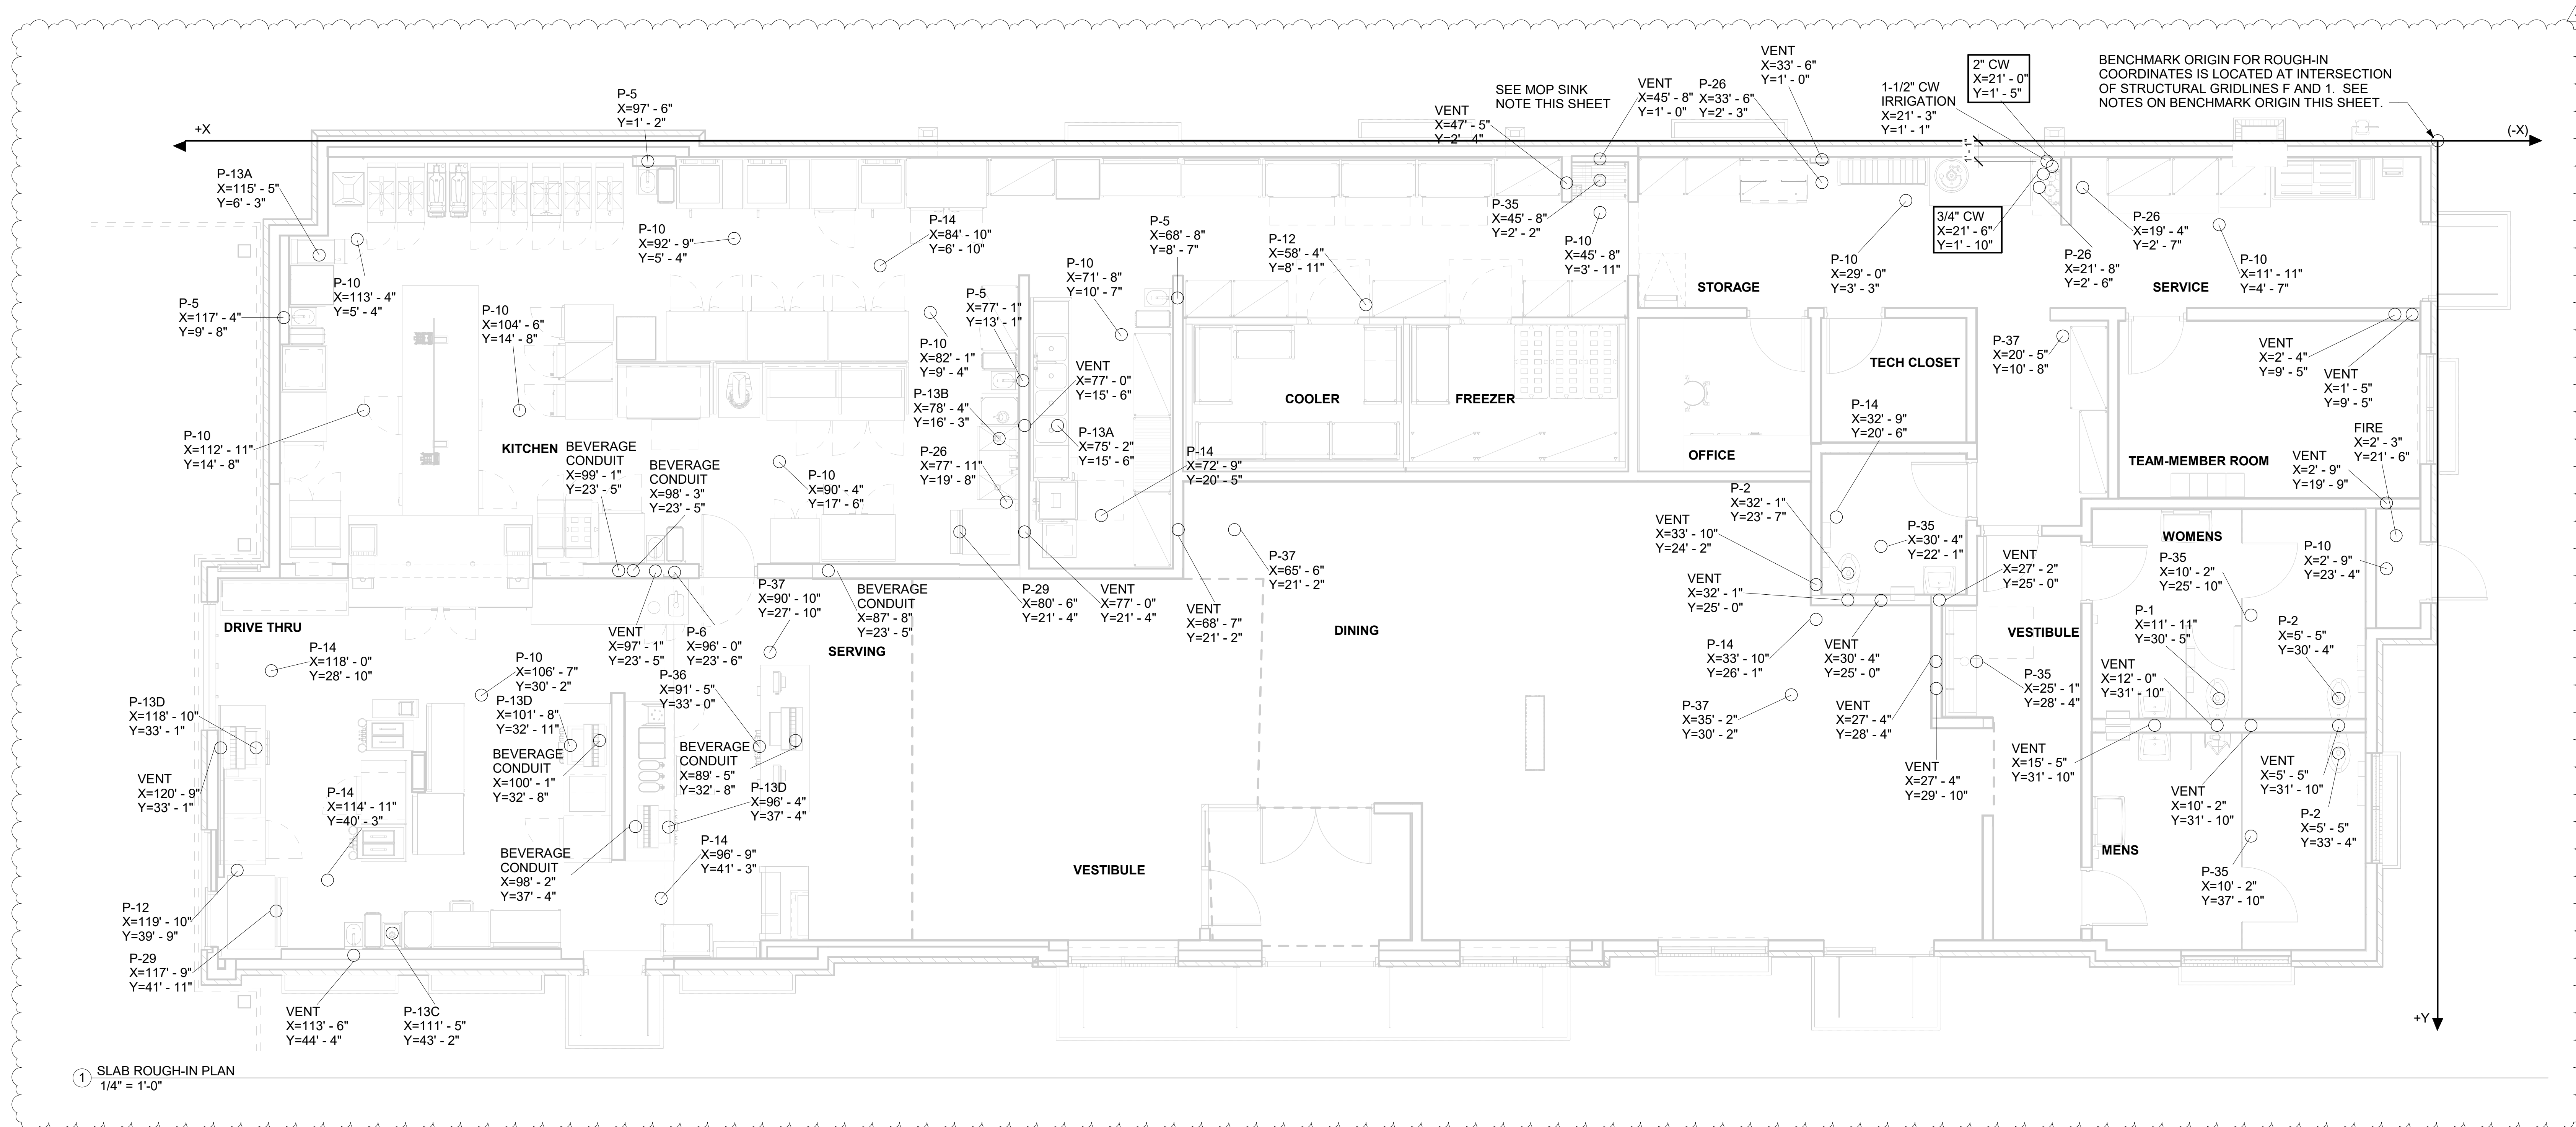 VENT
X=33' - 6"
Y=1' - 0"
2" CW
X=21' - 0"
Y=1' - 5"
BENCHMARK ORIGIN FOR ROUGH-IN
COORDINATES IS LOCATED AT INTERSECTION
OF STRUCTURAL GRIDLINES F AND 1. SEE
NOTES ON BENCHMARK ORIGIN THIS SHEET.
P-5
X=97' - 6"
Y=1' - 2"
SEE MOP SINK
NOTE THIS SHEET
VENT
X=45' - 8"
Y=1' - 0"
P-26
X=33' - 6"
Y=2' - 3"
1-1/2" CW
IRRIGATION
X=21' - 3"
Y=1' - 1"
VENT
X=47' - 5"
Y=2' - 4"
+X
(-X)
1' - 1"
P-13A
X=115' - 5"
Y=6' - 3"
P-10
X=92' - 9"
Y=5' - 4"
P-14
X=84' - 10"
Y=6' - 10"
P-5
X=68' - 8"
Y=8' - 7"
P-12
X=58' - 4"
Y=8' - 11"
P-35
X=45' - 8"
Y=2' - 2"
P-10
X=45' - 8"
Y=3' - 11"
3/4" CW
X=21' - 6"
Y=1' - 10"
P-26
X=19' - 4"
Y=2' - 7"
P-10
X=29' - 0"
Y=3' - 3"
P-26
X=21' - 8"
Y=2' - 6"
P-10
X=11' - 11"
Y=4' - 7"
STORAGE
SERVICE
P-10
X=113' - 4"
Y=5' - 4"
P-5
X=117' - 4"
Y=9' - 8"
P-10
X=104' - 6"
Y=14' - 8"
P-5
X=77' - 1"
Y=13' - 1"
P-10
X=71' - 8"
Y=10' - 7"
P-10
X=82' - 1"
Y=9' - 4"
VENT
X=77' - 0"
Y=15' - 6"
P-37
X=20' - 5"
Y=10' - 8"
VENT
X=2' - 4"
Y=9' - 5"
VENT
X=1' - 5"
Y=9' - 5"
TECH CLOSET
COOLER
FREEZER
P-13B
X=78' - 4"
Y=16' - 3"
P-14
X=32' - 9"
Y=20' - 6"
P-10
X=112' - 11"
Y=14' - 8"
KITCHEN
P-13A
X=75' - 2"
Y=15' - 6"
P-26
X=77' - 11"
Y=19' - 8"
P-14
X=72' - 9"
Y=20' - 5"
OFFICE
TEAM-MEMBER ROOM
FIRE
X=2' - 3"
Y=21' - 6"
VENT
X=2' - 9"
Y=19' - 9"
BEVERAGE
CONDUIT
X=99' - 1"
Y=23' - 5"
BEVERAGE
CONDUIT
X=98' - 3"
Y=23' - 5"
P-10
X=90' - 4"
Y=17' - 6"
P-2
X=32' - 1"
Y=23' - 7"
VENT
X=33' - 10"
Y=24' - 2"
P-35
X=30' - 4"
Y=22' - 1"
WOMENS
P-37
X=65' - 6"
Y=21' - 2"
VENT
X=27' - 2"
Y=25' - 0"
P-35
X=10' - 2"
Y=25' - 10"
P-10
X=2' - 9"
Y=23' - 4"
VENT
X=32' - 1"
Y=25' - 0"
P-37
X=90' - 10"
Y=27' - 10"
BEVERAGE
CONDUIT
X=87' - 8"
Y=23' - 5"
P-29
X=80' - 6"
Y=21' - 4"
VENT
X=77' - 0"
Y=21' - 4"
VENT
X=68' - 7"
Y=21' - 2"
P-1
X=11' - 11"
Y=30' - 5"
P-2
X=5' - 5"
Y=30' - 4"
DRIVE THRU
VENT
X=97' - 1"
Y=23' - 5"
P-6
X=96' - 0"
Y=23' - 6"
SERVING
DINING
VESTIBULE
P-14
X=118' - 0"
Y=28' - 10"
P-10
X=106' - 7"
Y=30' - 2"
P-36
X=91' - 5"
Y=33' - 0"
P-14
X=33' - 10"
Y=26' - 1"
VENT
X=30' - 4"
Y=25' - 0"
P-35
X=25' - 1"
Y=28' - 4"
VENT
X=12' - 0"
Y=31' - 10"
P-13D
X=118' - 10"
Y=33' - 1"
P-13D
X=101' - 8"
Y=32' - 11"
P-37
X=35' - 2"
Y=30' - 2"
VENT
X=27' - 4"
Y=28' - 4"
BEVERAGE
CONDUIT
X=100' - 1"
Y=32' - 8"
BEVERAGE
CONDUIT
X=89' - 5"
Y=32' - 8"
VENT
X=15' - 5"
Y=31' - 10"
VENT
X=5' - 5"
Y=31' - 10"
VENT
X=120' - 9"
Y=33' - 1"
P-14
X=114' - 11"
Y=40' - 3"
P-13D
X=96' - 4"
Y=37' - 4"
VENT
X=27' - 4"
Y=29' - 10"
VENT
X=10' - 2"
Y=31' - 10"
P-2
X=5' - 5"
Y=33' - 4"
BEVERAGE
CONDUIT
X=98' - 2"
Y=37' - 4"
P-14
X=96' - 9"
Y=41' - 3"
VESTIBULE
MENS
P-35
X=10' - 2"
Y=37' - 10"
P-12
X=119' - 10"
Y=39' - 9"
P-29
X=117' - 9"
Y=41' - 11"
VENT
X=113' - 6"
Y=44' - 4"
P-13C
X=111' - 5"
Y=43' - 2"
+Y
1
SLAB ROUGH-IN PLAN
1/4" = 1'-0"